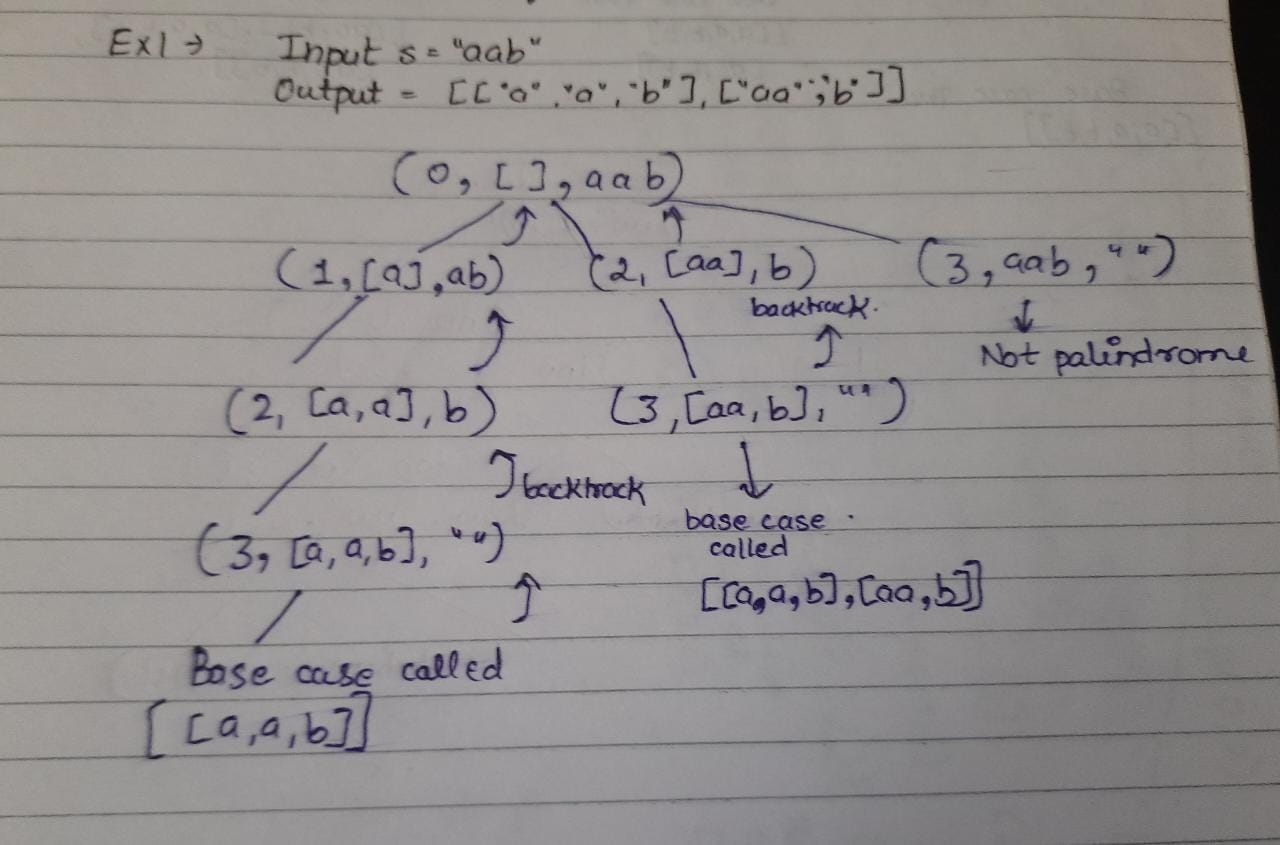 Ex1 → Input s = "aab"
Output = [["a", "a", "b"], ["aa", "b"]]
(0, [ ], aab)
(1, [a], ab) (2, [aa], b) (3, aab, " ")
backtrack.
↓
Not palindrome
(2, [a, a], b) (3, [aa, b], " ")
backtrack
(3, [a, a, b], " ")
base case .
called
[[a, a, b], [aa, b]]
Base case called
[ [a, a, b]]